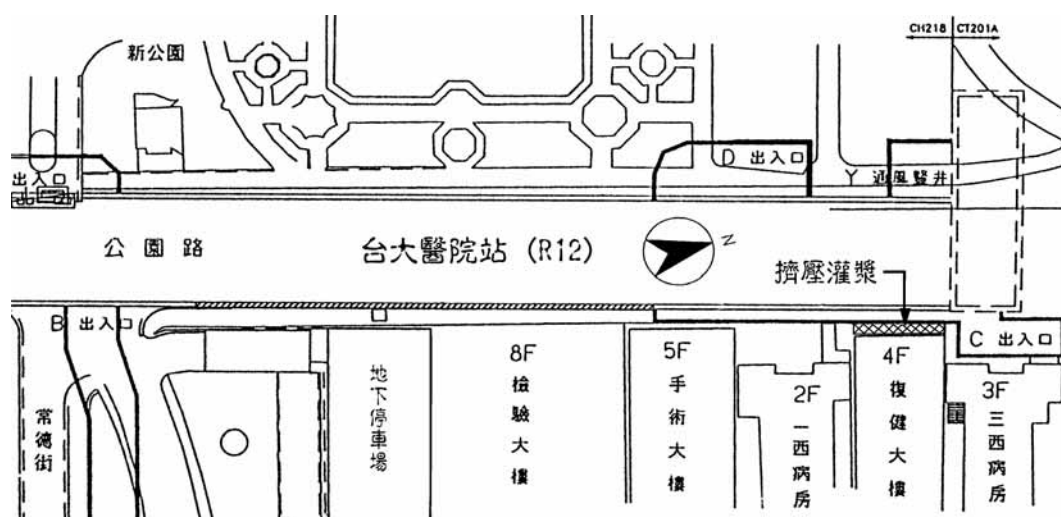 CH218 CT201A
新公園
出入口
D 出入口
Y 通風豎井
公園路
台大醫院站 (R12)
N
擠壓灌漿
B 出入口
C 出入口
常德街
地下停車場
8F
檢驗大樓
5F
手術大樓
2F
一西病房
4F
復健大樓
3F
三西病房